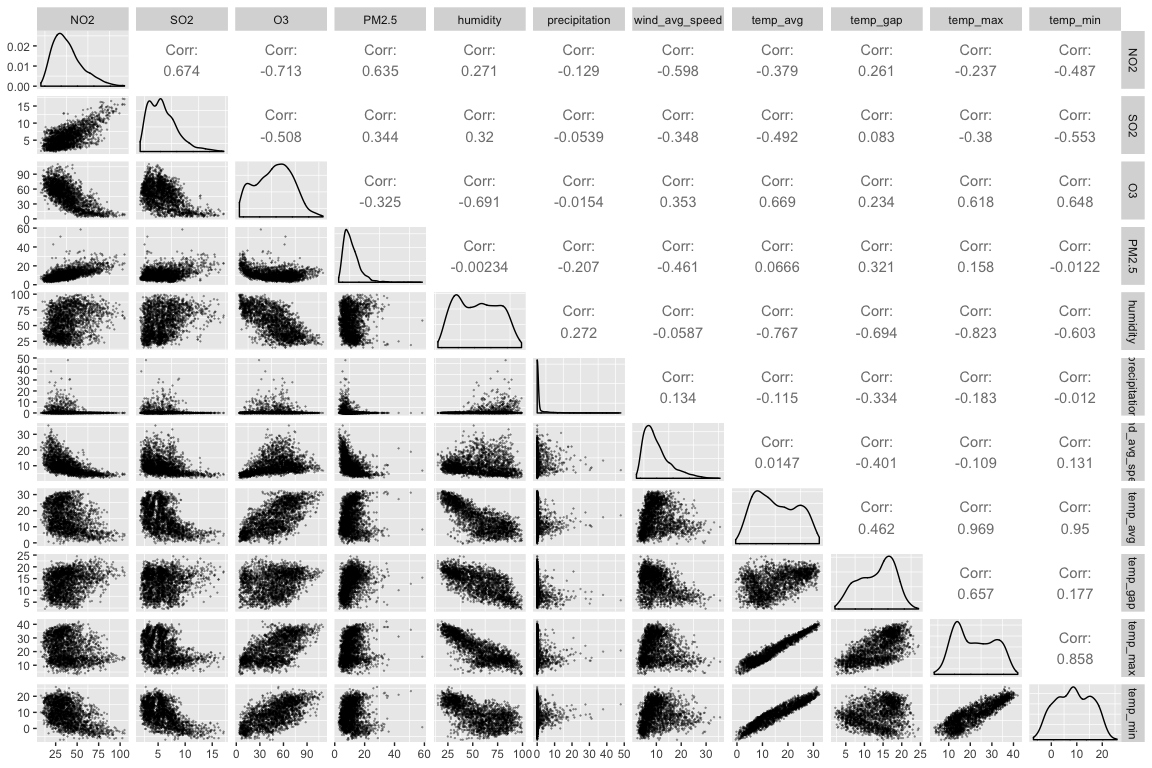 NO2 SO2 O3 PM2.5 humidity precipitation wind_avg_speed temp_avg temp_gap temp_max temp_min
0.02
0.01
0.00
Corr: Corr: Corr: Corr: Corr: Corr: Corr: Corr: Corr: Corr:
0.674 -0.713 0.635 0.271 -0.129 -0.598 -0.379 0.261 -0.237 -0.487
NO2
15
10
5
Corr: Corr: Corr: Corr: Corr: Corr: Corr: Corr: Corr:
-0.508 0.344 0.32 -0.0539 -0.348 -0.492 0.083 -0.38 -0.553
SO2
90
60
30
0
Corr: Corr: Corr: Corr: Corr: Corr: Corr: Corr:
-0.325 -0.691 -0.0154 0.353 0.669 0.234 0.618 0.648
O3
60
40
20
0
Corr: Corr: Corr: Corr: Corr: Corr: Corr:
-0.00234 -0.207 -0.461 0.0666 0.321 0.158 -0.0122
PM2.5
100
75
50
25
Corr: Corr: Corr: Corr: Corr: Corr:
0.272 -0.0587 -0.767 -0.694 -0.823 -0.603
humidity
50
40
30
20
10
0
Corr: Corr: Corr: Corr: Corr:
0.134 -0.115 -0.334 -0.183 -0.012
precipitation
30
20
10
Corr: Corr: Corr: Corr:
0.0147 -0.401 -0.109 0.131
nd_avg_spe
30
20
10
0
Corr: Corr: Corr:
0.462 0.969 0.95
temp_avg
25
20
15
10
5
Corr: Corr:
0.657 0.177
temp_gap
40
30
20
10
Corr:
0.858
temp_max
20
10
0
temp_min
25 50 75 100 5 10 15 0 30 60 90 0 20 40 60 25 50 75 100 0 10 20 30 40 50 10 20 30 0 10 20 30 5 10 15 20 25 10 20 30 40 0 10 20